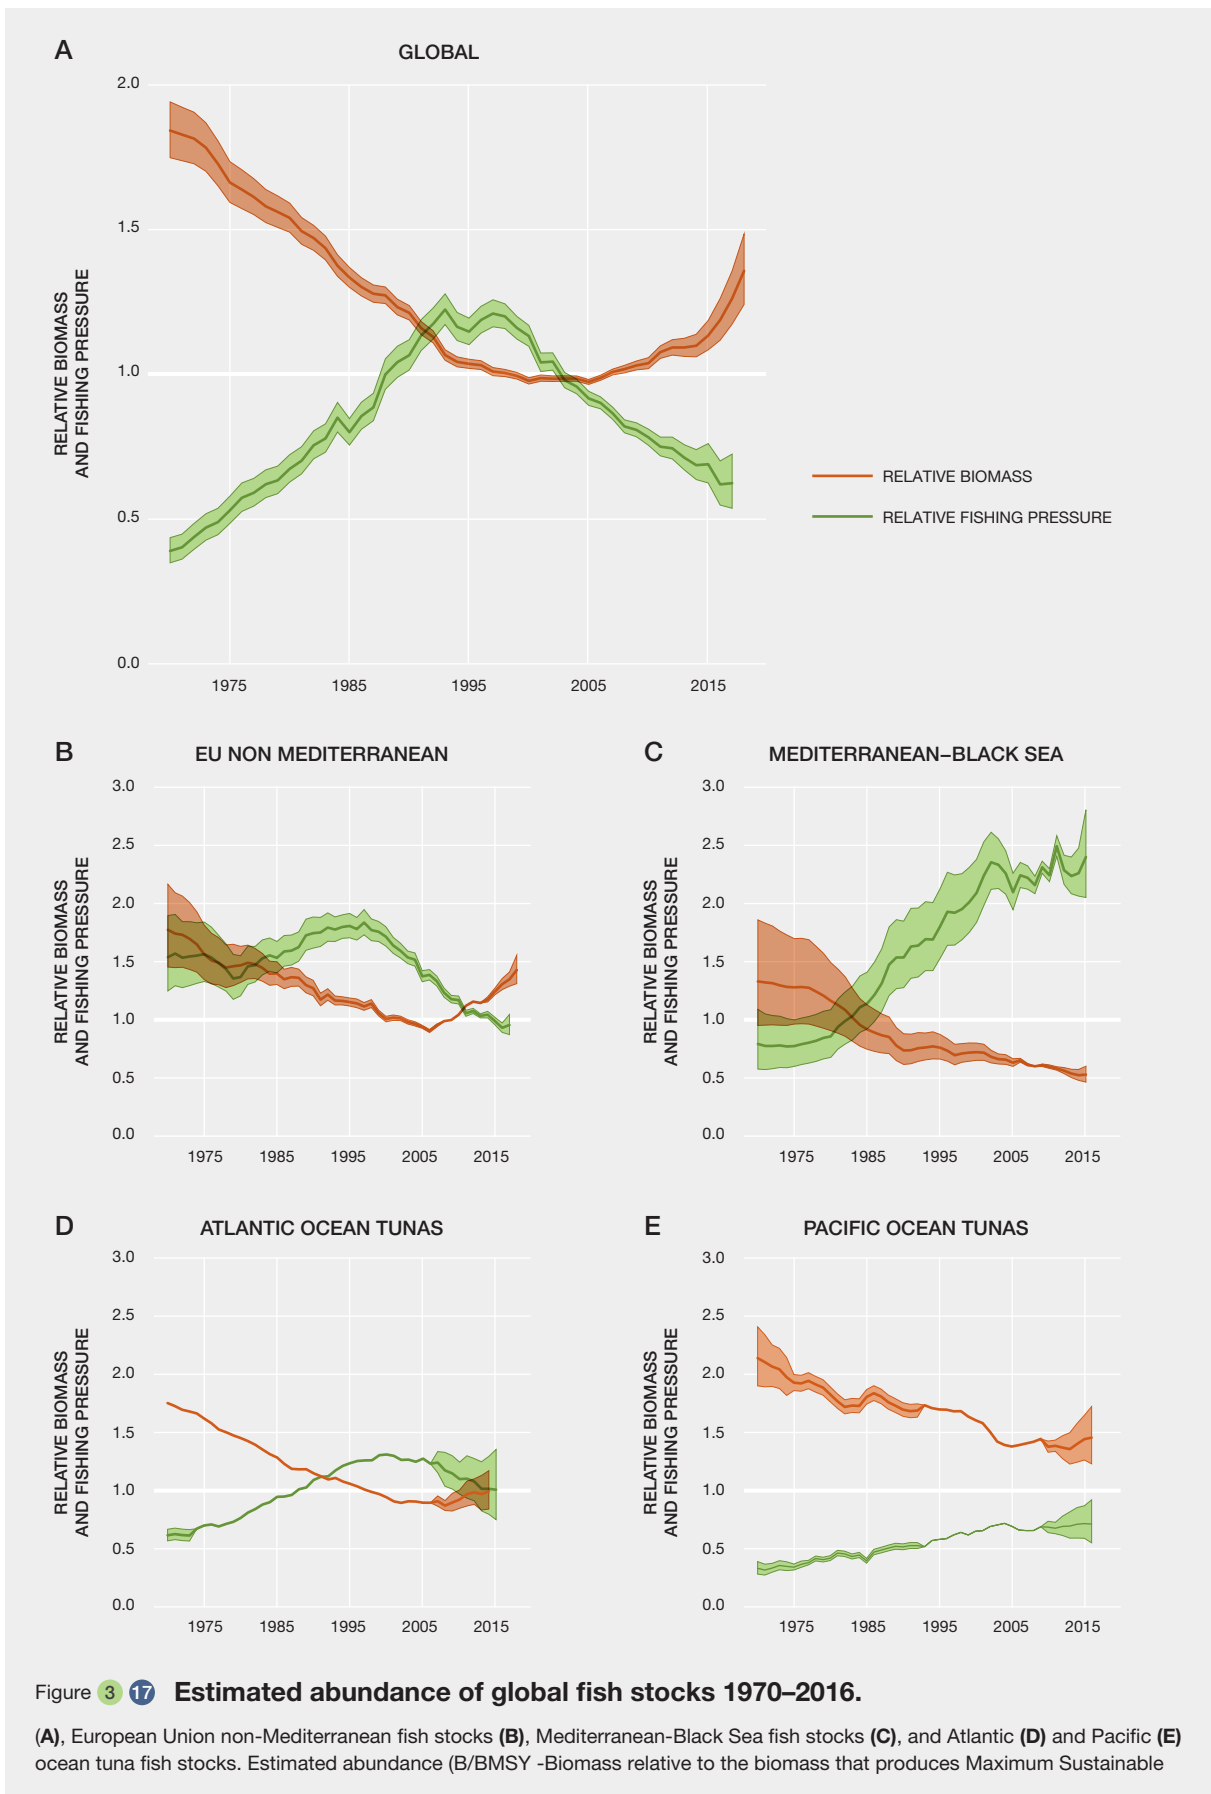 A
GLOBAL
2.0
1.5
1.0
0.5
0.0
RELATIVE BIOMASS
AND FISHING PRESSURE
1975 1985 1995 2005 2015
RELATIVE BIOMASS
RELATIVE FISHING PRESSURE
B
EU NON MEDITERRANEAN
3.0
2.5
2.0
1.5
1.0
0.5
0.0
RELATIVE BIOMASS
AND FISHING PRESSURE
1975 1985 1995 2005 2015
C
MEDITERRANEAN–BLACK SEA
3.0
2.5
2.0
1.5
1.0
0.5
0.0
RELATIVE BIOMASS
AND FISHING PRESSURE
1975 1985 1995 2005 2015
D
ATLANTIC OCEAN TUNAS
3.0
2.5
2.0
1.5
1.0
0.5
0.0
RELATIVE BIOMASS
AND FISHING PRESSURE
1975 1985 1995 2005 2015
E
PACIFIC OCEAN TUNAS
3.0
2.5
2.0
1.5
1.0
0.5
0.0
RELATIVE BIOMASS
AND FISHING PRESSURE
1975 1985 1995 2005 2015
Figure 3 17 Estimated abundance of global fish stocks 1970–2016.
(A), European Union non-Mediterranean fish stocks (B), Mediterranean-Black Sea fish stocks (C), and Atlantic (D) and Pacific (E)
ocean tuna fish stocks. Estimated abundance (B/BMSY -Biomass relative to the biomass that produces Maximum Sustainable